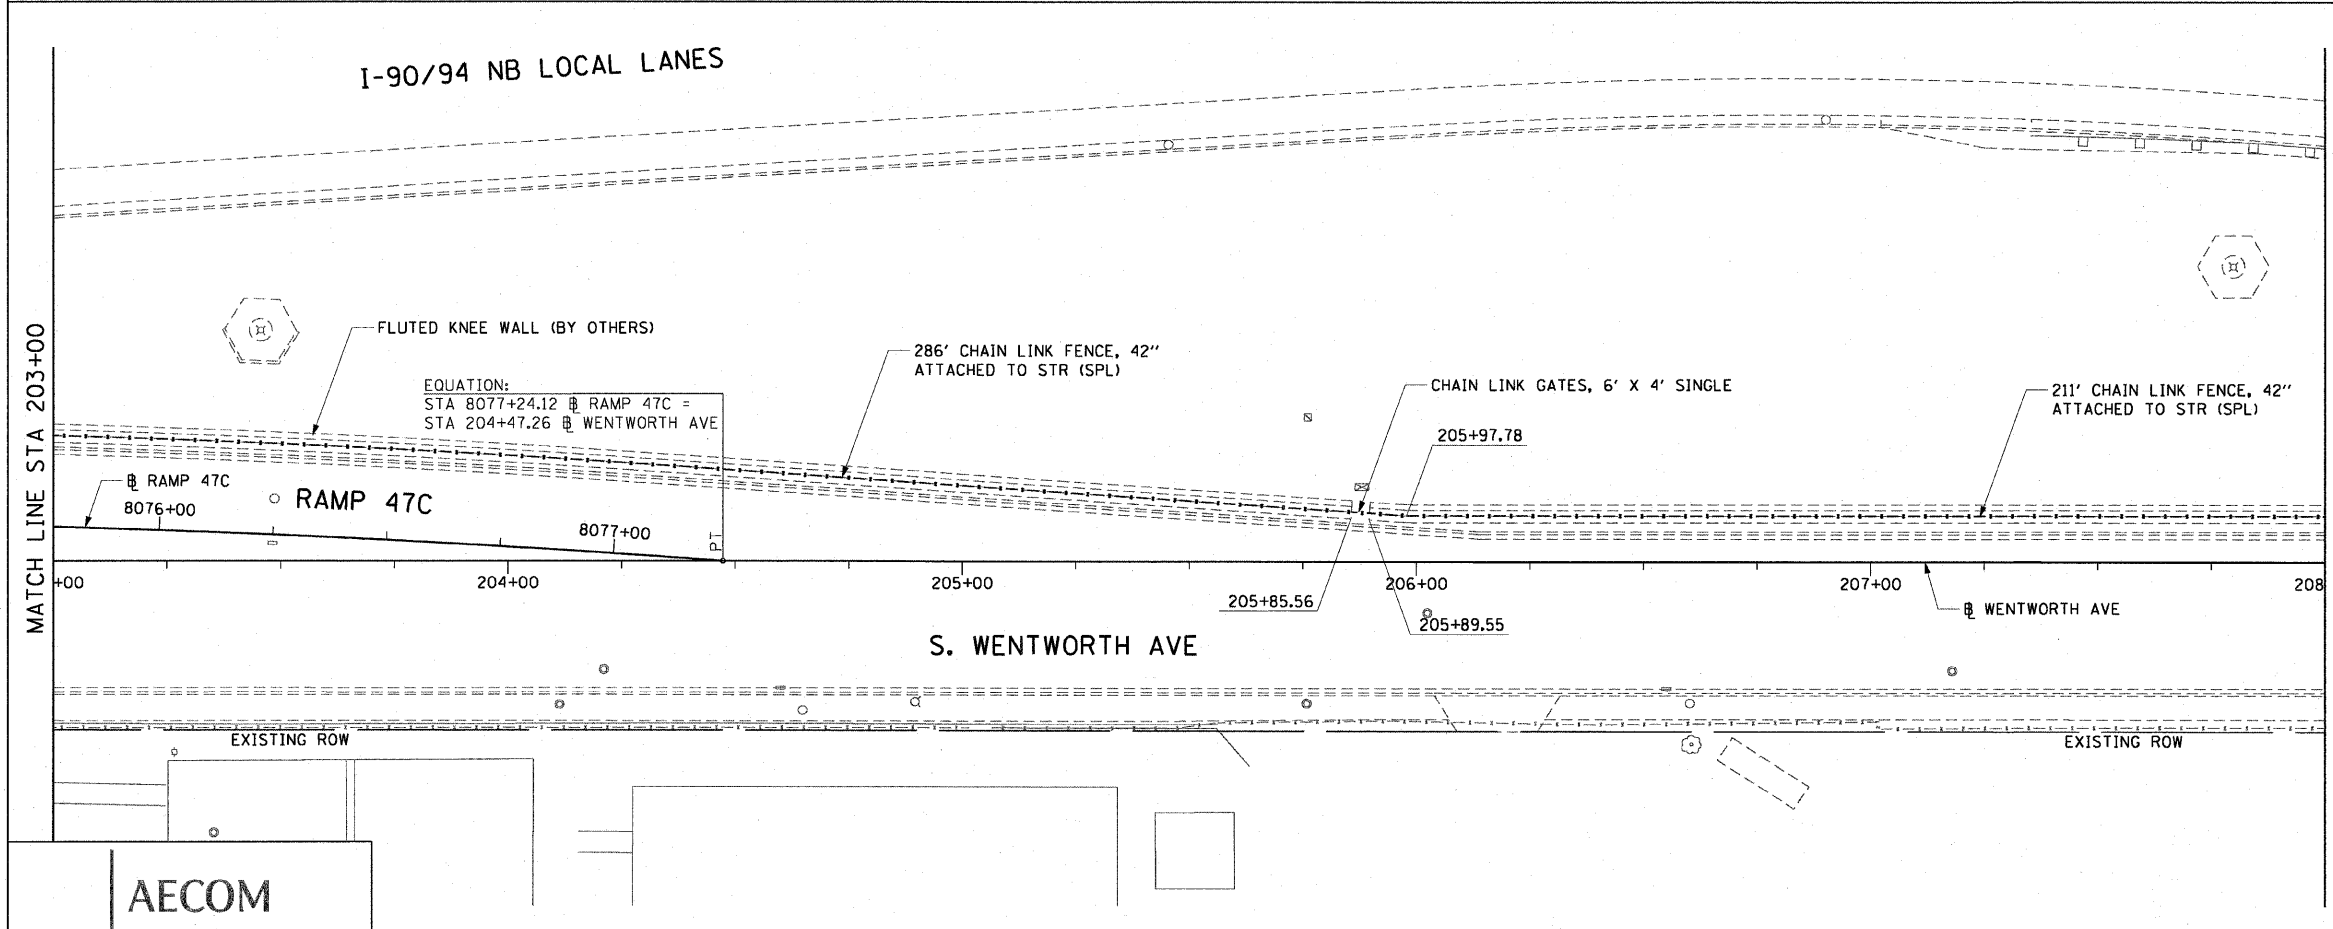 I-90/94 NB LOCAL LANES
MATCH LINE STA 203+00
FLUTED KNEE WALL (BY OTHERS)
286' CHAIN LINK FENCE, 42"
ATTACHED TO STR (SPL)
EQUATION:
STA 8077+24.12 ℄ RAMP 47C =
STA 204+47.26 ℄ WENTWORTH AVE
CHAIN LINK GATES, 6' X 4' SINGLE
211' CHAIN LINK FENCE, 42"
ATTACHED TO STR (SPL)
205+97.78
℄ RAMP 47C
RAMP 47C
8076+00
8077+00
PT
+00
204+00
205+00
206+00
207+00
208
205+85.56
205+89.55
℄ WENTWORTH AVE
S. WENTWORTH AVE
EXISTING ROW
EXISTING ROW
AECOM